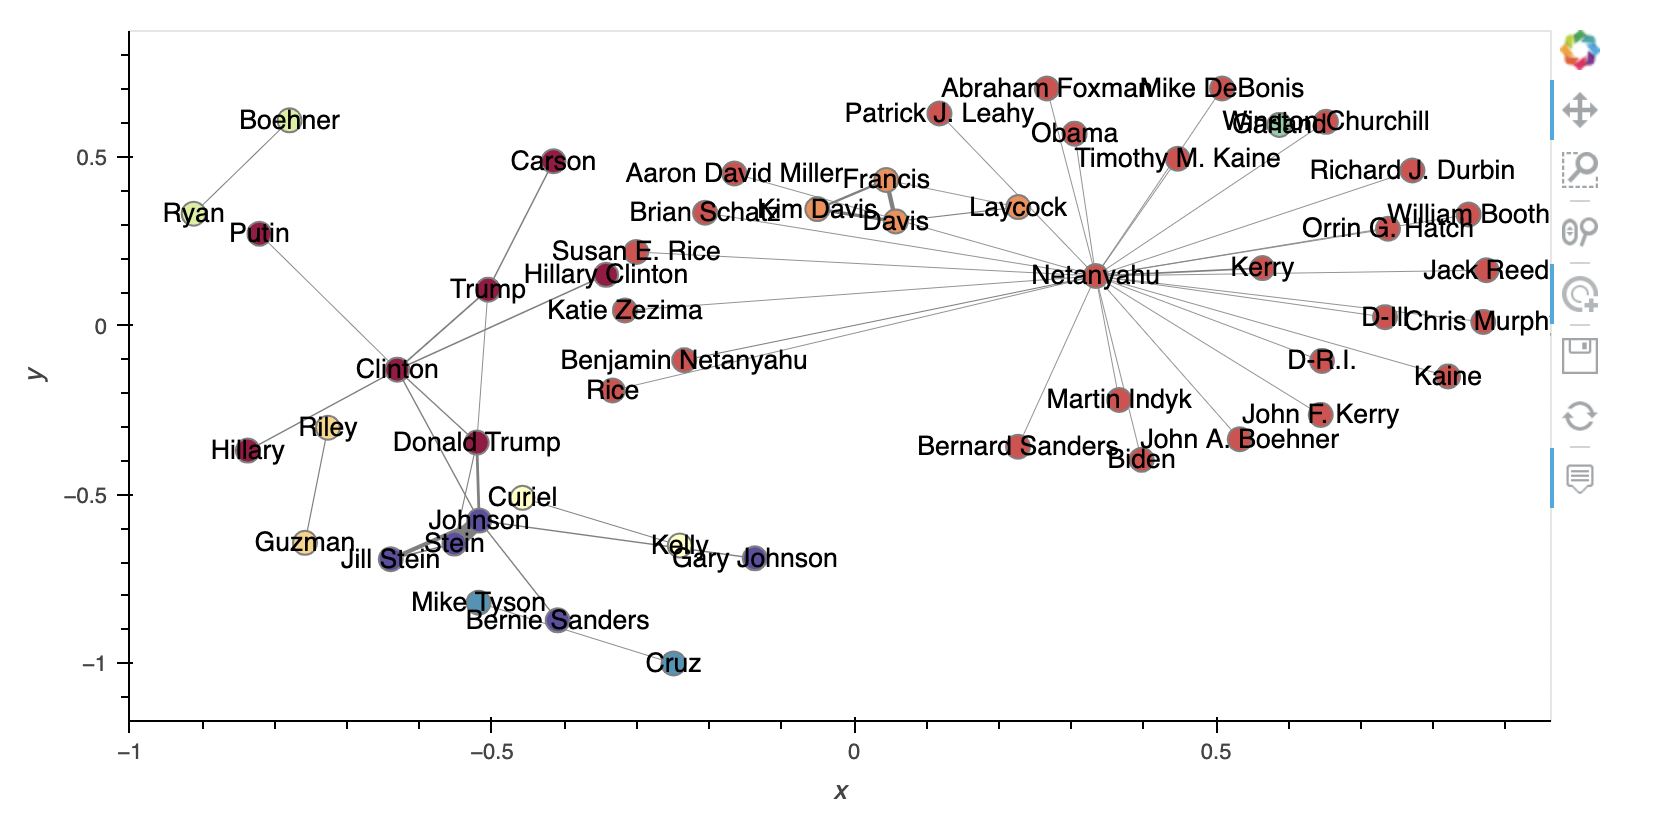 Abraham Foxman
Mike DeBonis
Patrick J. Leahy
Boehner
Winston Churchill
Garland
Obama
0.5
Carson
Timothy M. Kaine
Aaron David Miller
Francis
Richard J. Durbin
Ryan
Brian Schatz
Kim Davis
Laycock
William Booth
Davis
Putin
Orrin G. Hatch
Susan E. Rice
Hillary Clinton
Netanyahu
Kerry
Jack Reed
Trump
Katie Zezima
0
D-Ill
Chris Murph
y
Clinton
Benjamin Netanyahu
D-R.I.
Rice
Kaine
Martin Indyk
John F. Kerry
Riley
Hillary
Donald Trump
Bernard Sanders
John A. Boehner
Biden
−0.5
Curiel
Johnson
Guzman
Stein
Kelly
Jill Stein
Gary Johnson
Mike Tyson
Bernie Sanders
−1
Cruz
−1
−0.5
0
0.5
x